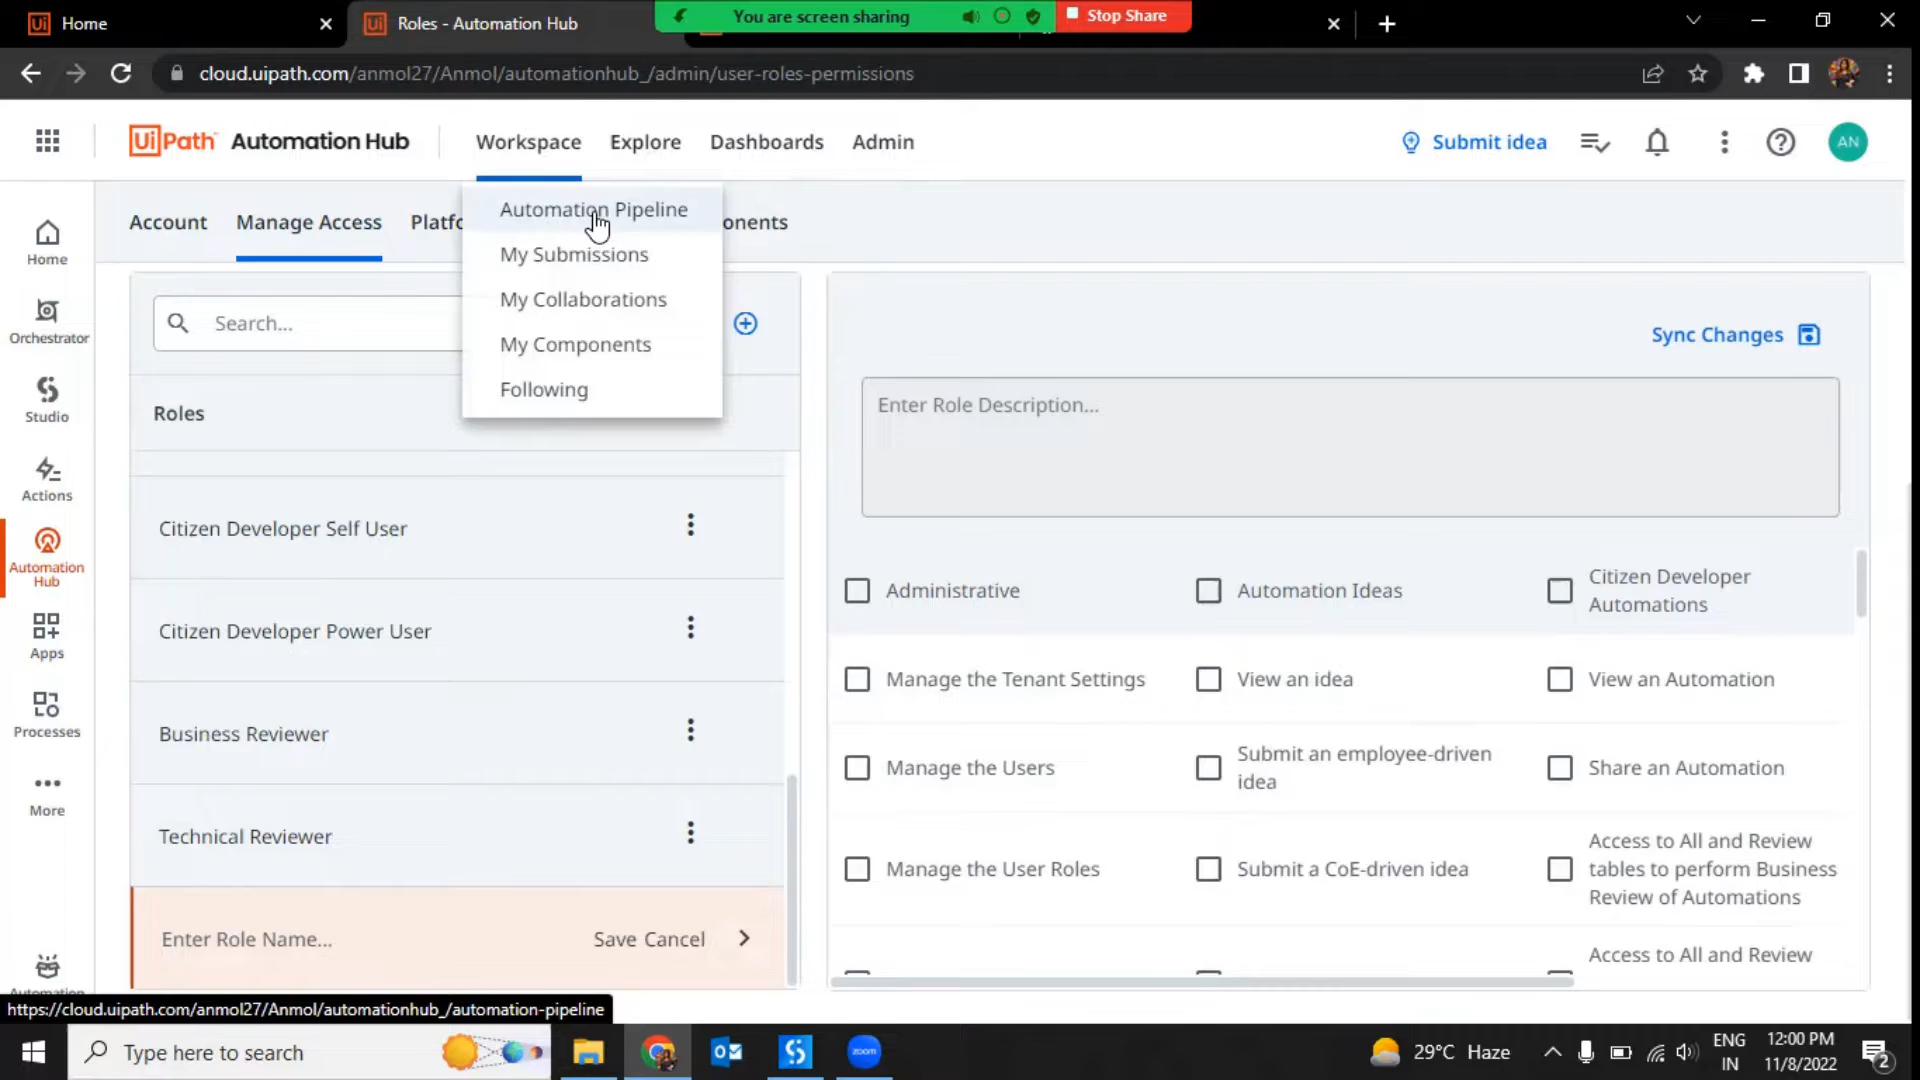 Home
Roles - Automation Hub
You are screen sharing
Stop Share
cloud.uipath.com/anmol27/Anmol/automationhub_/admin/user-roles-permissions
UiPath Automation Hub
Workspace
Explore
Dashboards
Admin
Submit idea
AN
Account
Manage Access
Platfo
onents
Automation Pipeline
My Submissions
My Collaborations
My Components
Following
Home
Orchestrator
Studio
Actions
Automation
Hub
Apps
Processes
More
Automation
Search...
Roles
Citizen Developer Self User
Citizen Developer Power User
Business Reviewer
Technical Reviewer
Enter Role Name...
Save Cancel
Sync Changes
Enter Role Description...
Administrative
Automation Ideas
Citizen Developer
Automations
Manage the Tenant Settings
View an idea
View an Automation
Manage the Users
Submit an employee-driven
idea
Share an Automation
Manage the User Roles
Submit a CoE-driven idea
Access to All and Review
tables to perform Business
Review of Automations
Access to All and Review
https://cloud.uipath.com/anmol27/Anmol/automationhub_/automation-pipeline
Type here to search
zoom
29°C Haze
ENG
IN
12:00 PM
11/8/2022
2